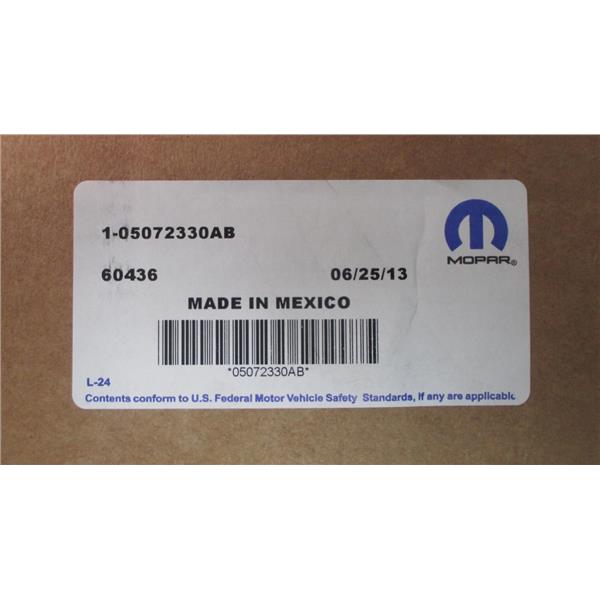 1-05072330AB
MOPAR®
60436 06/25/13
MADE IN MEXICO
*05072330AB*
L-24
Contents conform to U.S. Federal Motor Vehicle Safety Standards, If any are applicable